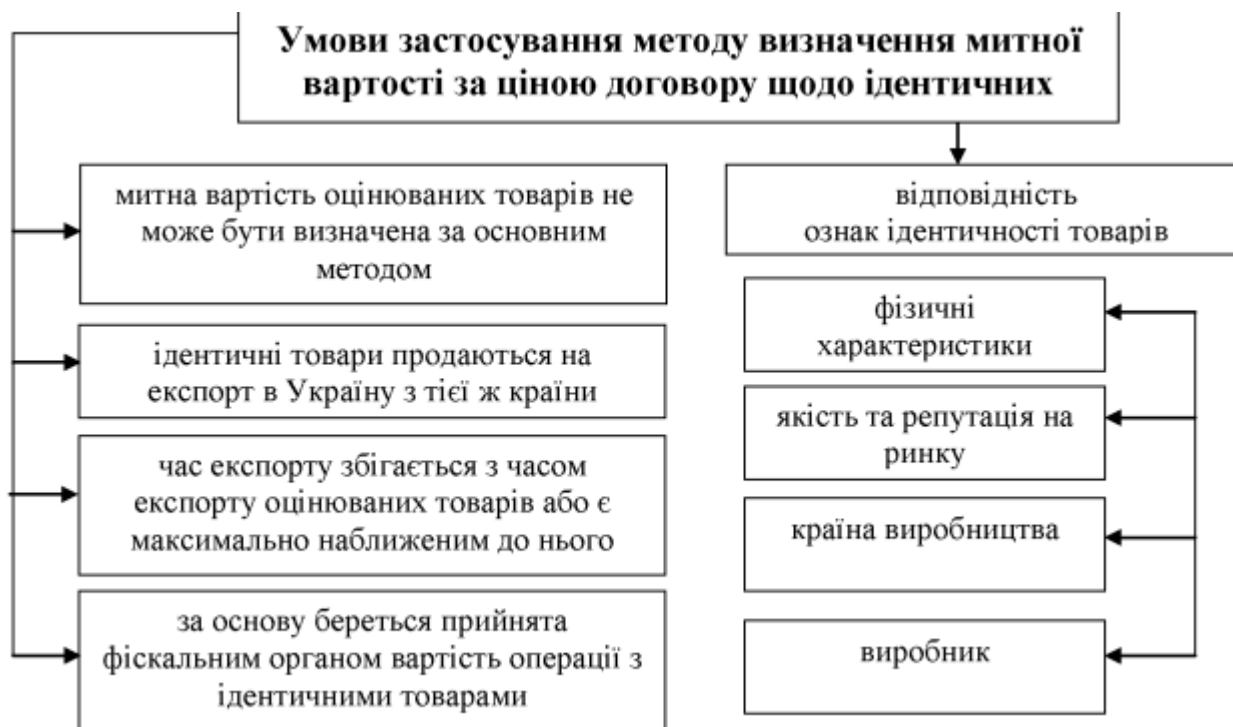 Умови застосування методу визначення митної
вартості за ціною договору щодо ідентичних
митна вартість оцінюваних товарів не
може бути визначена за основним
методом
ідентичні товари продаються на
експорт в Україну з тієї ж країни
час експорту збігається з часом
експорту оцінюваних товарів або є
максимально наближеним до нього
за основу береться прийнята
фіскальним органом вартість операції з
ідентичними товарами
відповідність
ознак ідентичності товарів
фізичні
характеристики
якість та репутація на
ринку
країна виробництва
виробник